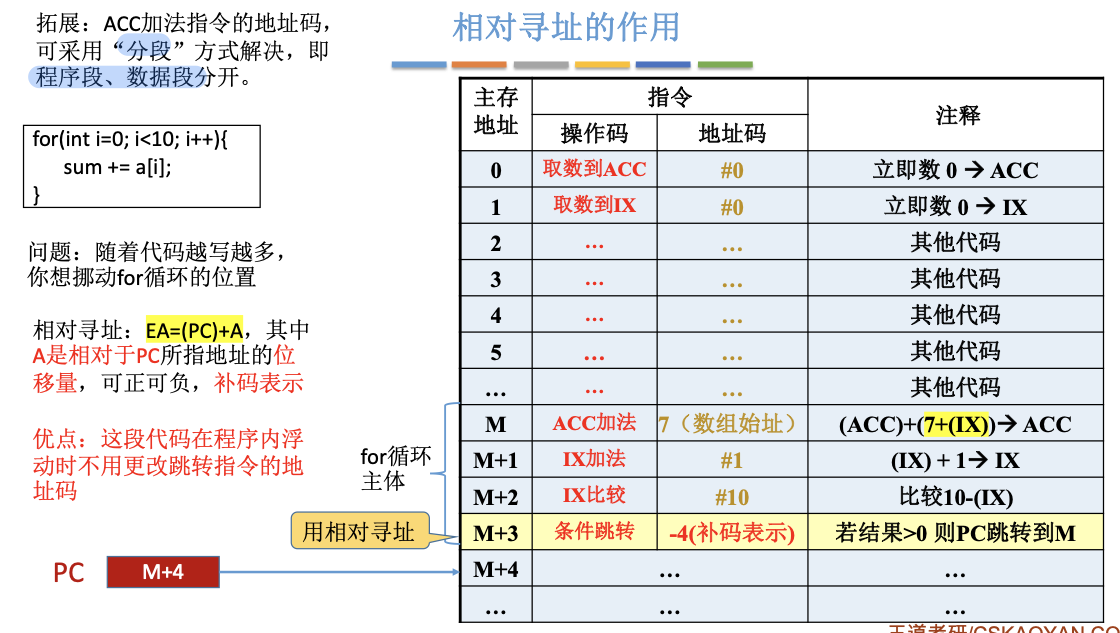 拓展：ACC加法指令的地址码，
可采用“分段”方式解决，即
程序段、数据段分开。
相对寻址的作用
for(int i=0; i<10; i++){
sum += a[i];
}
问题：随着代码越写越多，
你想挪动for循环的位置
相对寻址：EA=(PC)+A，其中
A是相对于PC所指地址的位
移量，可正可负，补码表示
优点：这段代码在程序内浮
动时不用更改跳转指令的地
址码
for循环
主体
用相对寻址
PC M+4
主存地址 指令 注释
操作码 地址码
0 取数到ACC #0 立即数 0 → ACC
1 取数到IX #0 立即数 0 → IX
2 … … 其他代码
3 … … 其他代码
4 … … 其他代码
5 … … 其他代码
… … … 其他代码
M ACC加法 7（数组始址） (ACC)+(7+(IX))→ ACC
M+1 IX加法 #1 (IX) + 1→ IX
M+2 IX比较 #10 比较10-(IX)
M+3 条件跳转 -4(补码表示) 若结果>0 则PC跳转到M
M+4 … …
… … …
王道考研/CSKAOYAN.CO